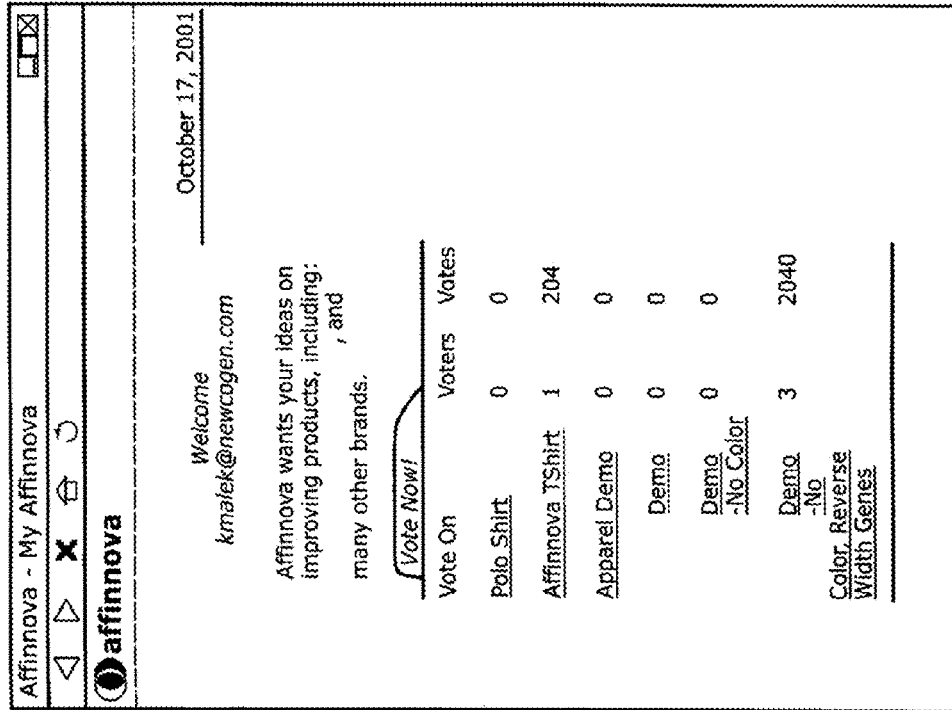 Affinnova - My Affinnova
affinnova
October 17, 2001
Welcome
kmalek@newcogen.com
Affinnova wants your ideas on
improving products, including:
, and
many other brands.
Vote Now!
Vote On Voters Votes
Polo Shirt 0 0
Affinnova TShirt 1 204
Apparel Demo 0 0
Demo 0 0
Demo 0 0
-No Color
Demo 3 2040
-No
Color, Reverse
Width Genes